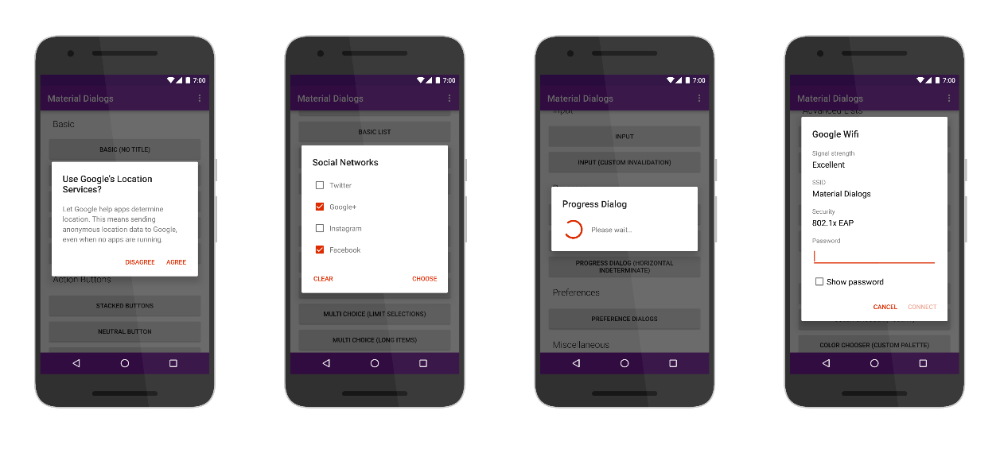 7:00
Material Dialogs
Basic
BASIC (NO TITLE)
Use Google's Location
Services?
Let Google help apps determine
location. This means sending
anonymous location data to Google,
even when no apps are running.
DISAGREE AGREE
Action Buttons
STACKED BUTTONS
NEUTRAL BUTTON
7:00
Material Dialogs
BASIC LIST
Social Networks
Twitter
Google+
Instagram
Facebook
CLEAR CHOOSE
MULTI CHOICE (LIMIT SELECTIONS)
MULTI CHOICE (LONG ITEMS)
7:00
Material Dialogs
Input
INPUT
INPUT (CUSTOM INVALIDATION)
Progress Dialog
Please wait...
PROGRESS DIALOG (HORIZONTAL
INDETERMINATE)
Preferences
PREFERENCE DIALOGS
Miscellaneous
7:00
Material Dialogs
Advanced Lists
Google Wifi
Signal strength
Excellent
SSID
Material Dialogs
Security
802.1x EAP
Password
Show password
CANCEL CONNECT
COLOR CHOOSER (CUSTOM PALETTE)